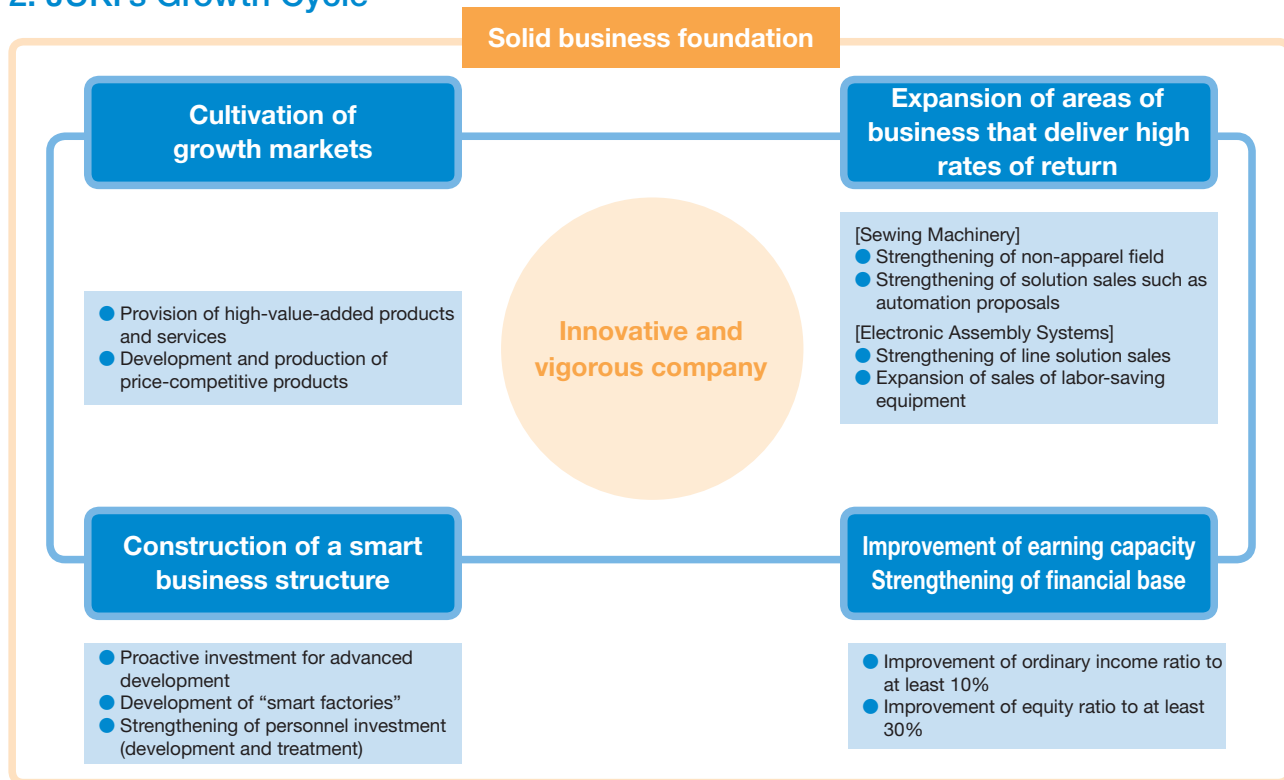 2. JUKI's Growth Cycle
Solid business foundation
Cultivation of
growth markets
● Provision of high-value-added products
and services
● Development and production of
price-competitive products
Expansion of areas of
business that deliver high
rates of return
[Sewing Machinery]
● Strengthening of non-apparel field
● Strengthening of solution sales such as
automation proposals
[Electronic Assembly Systems]
● Strengthening of line solution sales
● Expansion of sales of labor-saving
equipment
Innovative and
vigorous company
Construction of a smart
business structure
● Proactive investment for advanced
development
● Development of “smart factories”
● Strengthening of personnel investment
(development and treatment)
Improvement of earning capacity
Strengthening of financial base
● Improvement of ordinary income ratio to
at least 10%
● Improvement of equity ratio to at least
30%